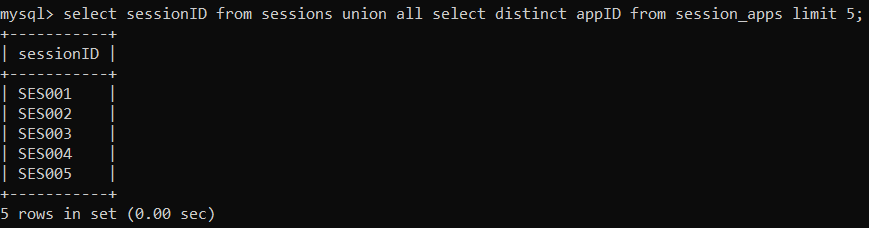 mysql> select sessionID from sessions union all select distinct appID from session_apps limit 5;
+-----------+
| sessionID |
+-----------+
| SES001    |
| SES002    |
| SES003    |
| SES004    |
| SES005    |
+-----------+
5 rows in set (0.00 sec)